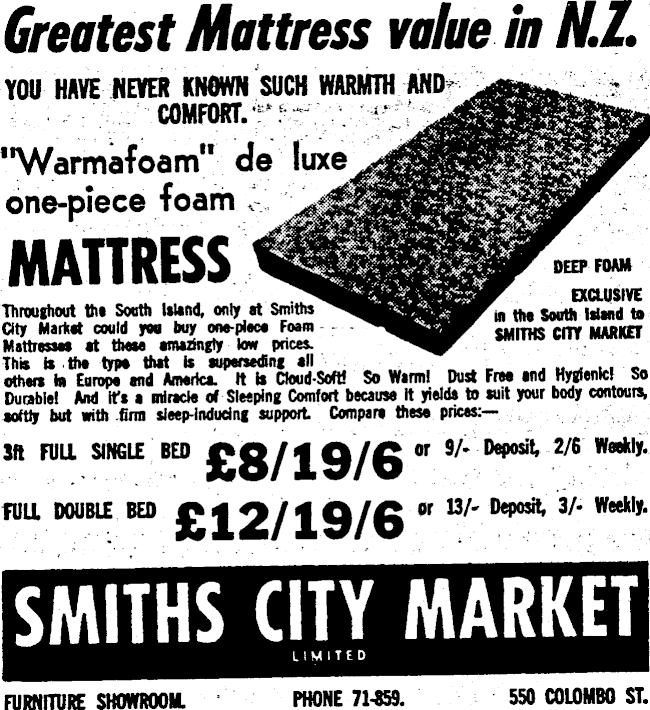 Greatest Mattress value in N.Z.
YOU HAVE NEVER KNOWN SUCH WARMTH AND
COMFORT.
"Warmafoam" de luxe
one-piece foam
MATTRESS
DEEP FOAM
EXCLUSIVE
in the South Island to
SMITHS CITY MARKET
Throughout the South Island, only at Smiths
City Market could you buy one-piece Foam
Mattresses at these amazingly low prices.
This is the type that is superseding all
others in Europe and America. It is Cloud-Soft! So Warm! Dust Free and Hygienic! So
Durable! And it's a miracle of Sleeping Comfort because it yields to suit your body contours,
softly but with firm sleep-inducing support. Compare these prices:—
3ft FULL SINGLE BED £8/19/6 or 9/- Deposit, 2/6 Weekly.
FULL DOUBLE BED £12/19/6 or 13/- Deposit, 3/- Weekly.
SMITHS CITY MARKET
LIMITED
FURNITURE SHOWROOM. PHONE 71-859. 550 COLOMBO ST.